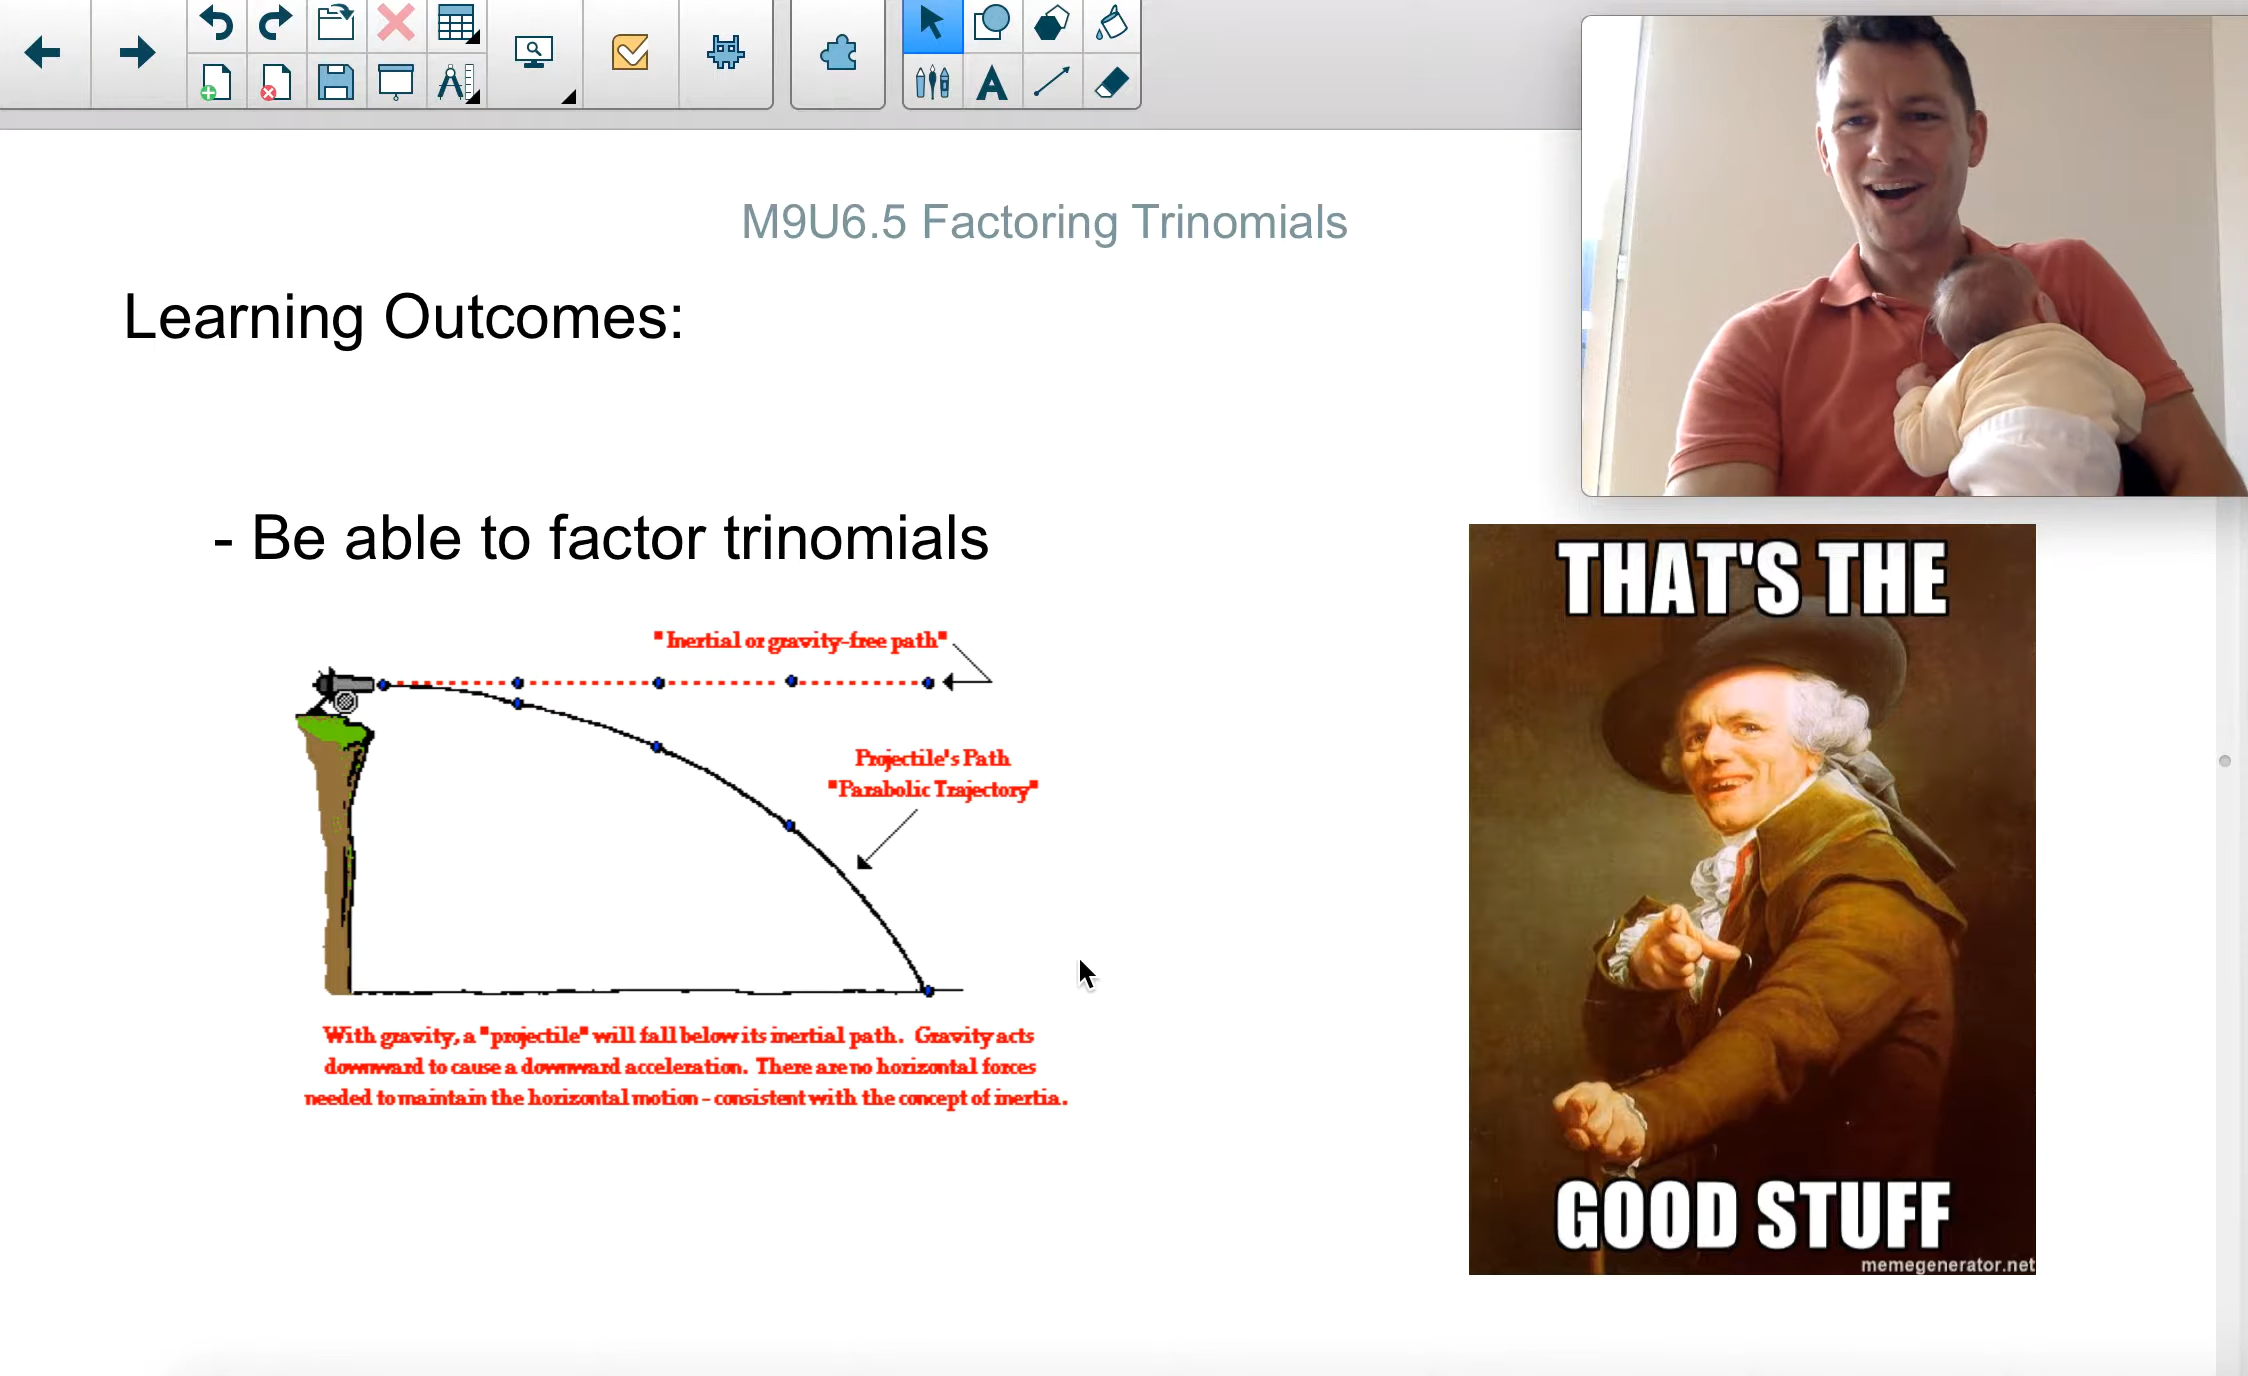 M9U6.5 Factoring Trinomials
Learning Outcomes:
- Be able to factor trinomials
"Inertial or gravity-free path"
Projectile's Path
"Parabolic Trajectory"
With gravity, a "projectile" will fall below its inertial path. Gravity acts
downward to cause a downward acceleration. There are no horizontal forces
needed to maintain the horizontal motion - consistent with the concept of inertia.
THAT'S THE
GOOD STUFF
memegenerator.net
A